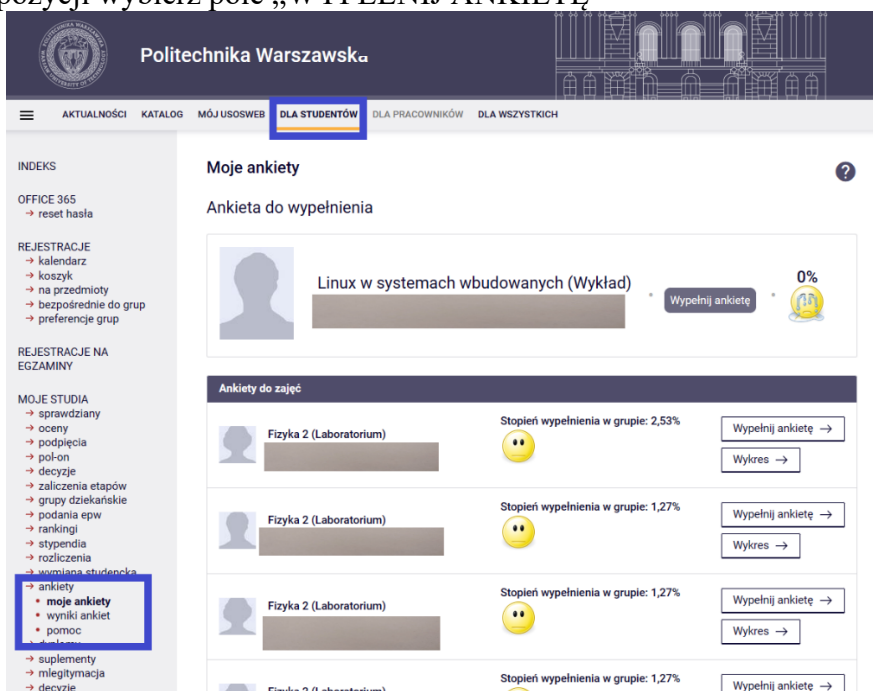 pozycji wybierz pole „WYPEŁNIJ ANKIETĘ"
Politechnika Warszawska
AKTUALNOŚCI KATALOG MÓJ USOSWEB DLA STUDENTÓW DLA PRACOWNIKÓW DLA WSZYSTKICH
INDEKS
OFFICE 365
→ reset hasła
REJESTRACJE
→ kalendarz
→ koszyk
→ na przedmioty
→ bezpośrednie do grup
→ preferencje grup
REJESTRACJE NA
EGZAMINY
MOJE STUDIA
→ sprawdziany
→ oceny
→ podpięcia
→ pol-on
→ decyzje
→ zaliczenia etapów
→ grupy dziekańskie
→ podania epw
→ rankingi
→ stypendia
→ rozliczenia
→ wymiana studencka
→ ankiety
• moje ankiety
• wyniki ankiet
• pomoc
→ dyplomy
→ suplementy
→ mlegitymacja
→ decyzje
Moje ankiety
?
Ankieta do wypełnienia
Linux w systemach wbudowanych (Wykład)
Wypełnij ankietę
0%
Ankiety do zajęć
Fizyka 2 (Laboratorium)
Stopień wypełnienia w grupie: 2,53%
Wypełnij ankietę →
Wykres →
Fizyka 2 (Laboratorium)
Stopień wypełnienia w grupie: 1,27%
Wypełnij ankietę →
Wykres →
Fizyka 2 (Laboratorium)
Stopień wypełnienia w grupie: 1,27%
Wypełnij ankietę →
Wykres →
Fizyka 2 (Laboratorium)
Stopień wypełnienia w grupie: 1,27%
Wypełnij ankietę →